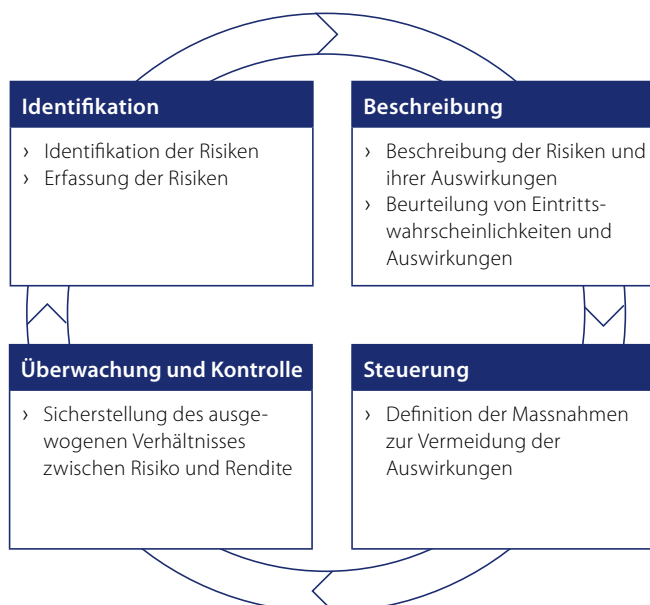 Identifikation
› Identifikation der Risiken
› Erfassung der Risiken
Beschreibung
› Beschreibung der Risiken und
ihrer Auswirkungen
› Beurteilung von Eintritts-
wahrscheinlichkeiten und
Auswirkungen
Überwachung und Kontrolle
› Sicherstellung des ausge-
wogenen Verhältnisses
zwischen Risiko und Rendite
Steuerung
› Definition der Massnahmen
zur Vermeidung der
Auswirkungen